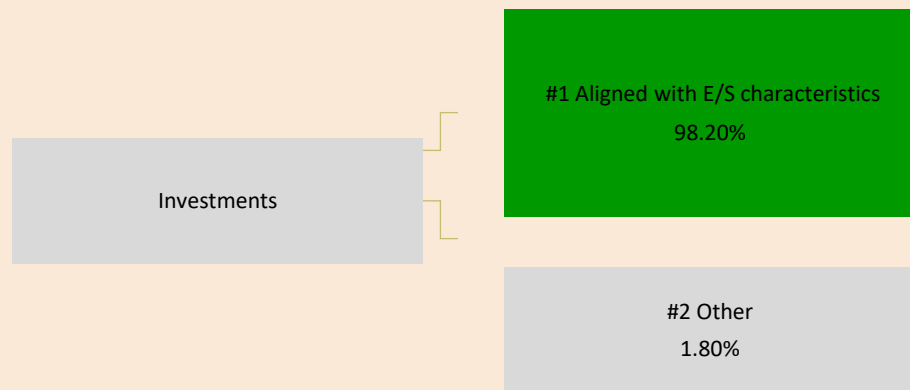 #1 Aligned with E/S characteristics
98.20%
Investments
#2 Other
1.80%